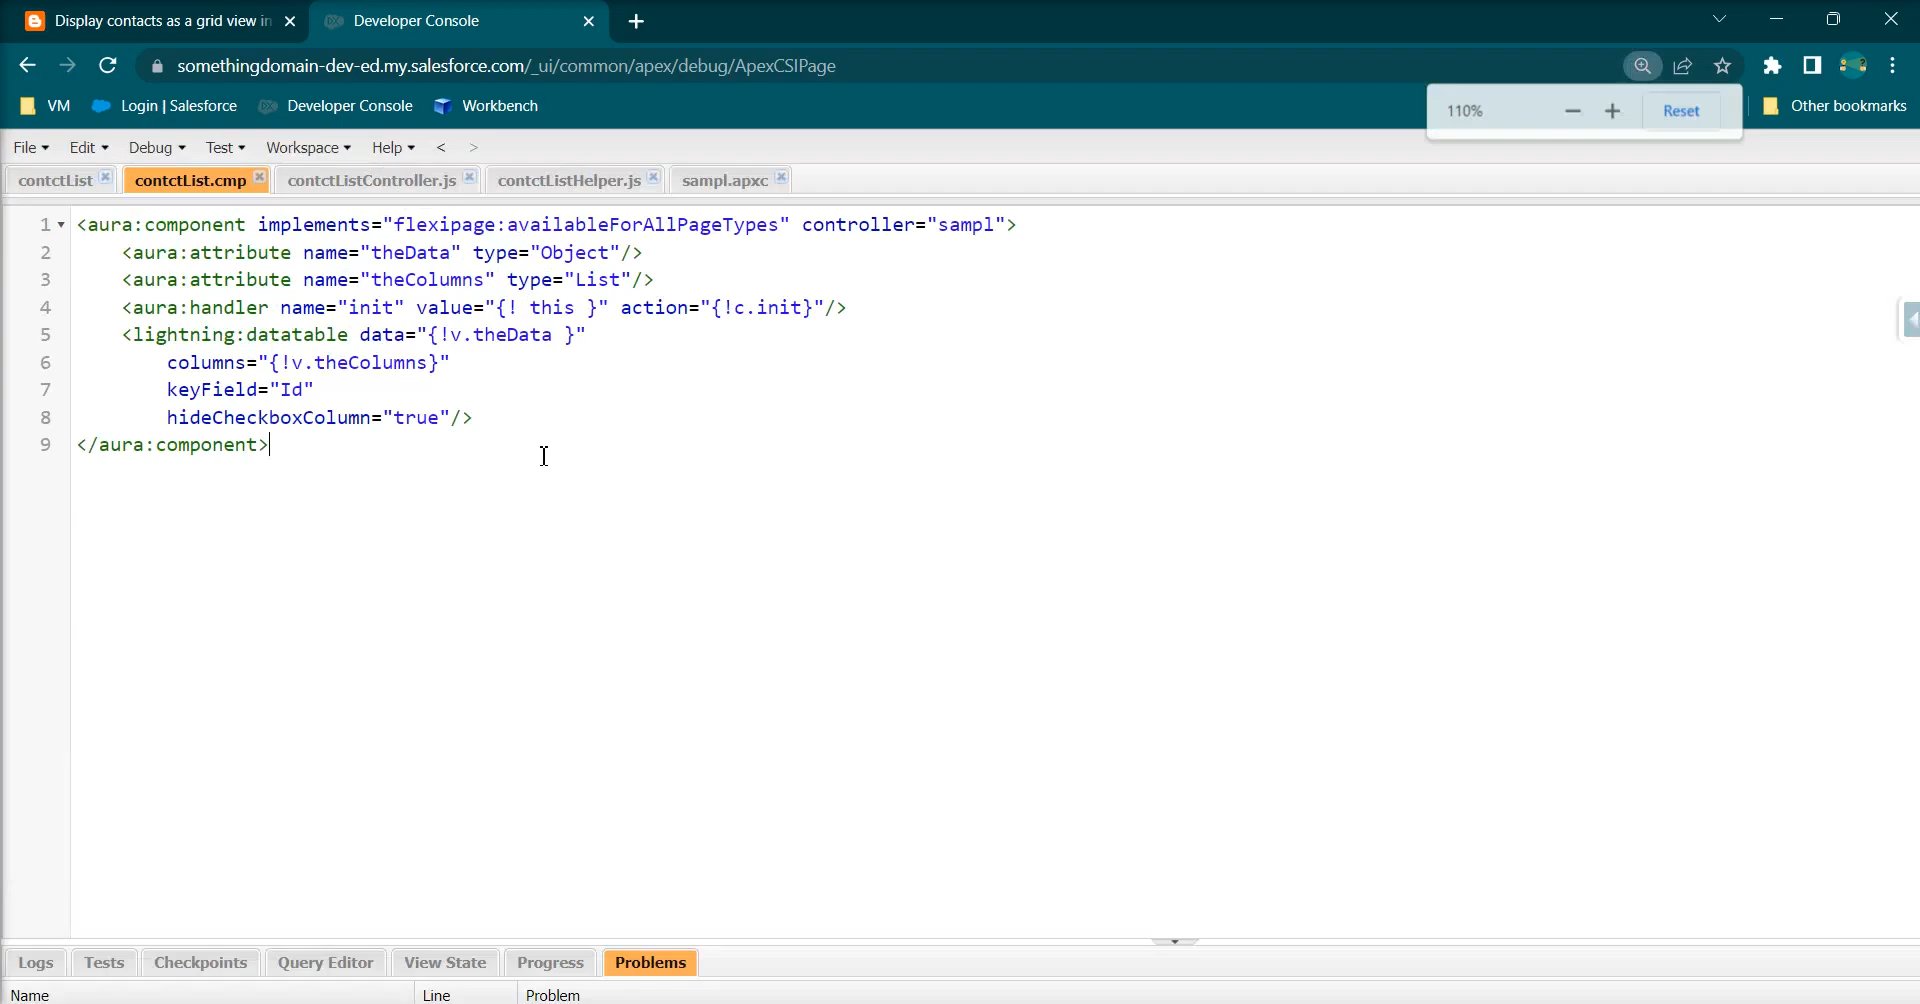 Display contacts as a grid view in
Developer Console
somethingdomain-dev-ed.my.salesforce.com/_ui/common/apex/debug/ApexCSIPage
VM Login | Salesforce Developer Console Workbench
110% Reset
Other bookmarks
File Edit Debug Test Workspace Help < >
contctList contctList.cmp contctListController.js contctListHelper.js sampl.apxc
1 <aura:component implements="flexipage:availableForAllPageTypes" controller="sampl">
2 <aura:attribute name="theData" type="Object"/>
3 <aura:attribute name="theColumns" type="List"/>
4 <aura:handler name="init" value="{! this }" action="{!c.init}"/>
5 <lightning:datatable data="{!v.theData }"
6 columns="{!v.theColumns}"
7 keyField="Id"
8 hideCheckboxColumn="true"/>
9 </aura:component>
Logs Tests Checkpoints Query Editor View State Progress Problems
Name Line Problem